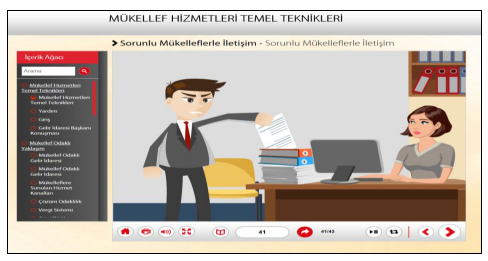 MÜKELLEF HİZMETLERİ TEMEL TEKNİKLERİ
Sorunlu Mükelleflerle İletişim - Sorunlu Mükelleflerle İletişim
İçerik Ağacı
Arama
Mükellef Hizmetleri
Temel Teknikleri
Mükellef Hizmetleri
Temel Teknikleri
Yardım
Giriş
Gelir İdaresi Başkanı
Konuşması
Mükellef Odaklı
Yaklaşım
Mükellef Odaklı
Gelir İdaresi
Mükellef Odaklı
Gelir İdaresi
Mükelleflere
Sunulan Hizmet
Kanalları
Çözüm Odaklılık
Vergi Sistemi
41
41/43